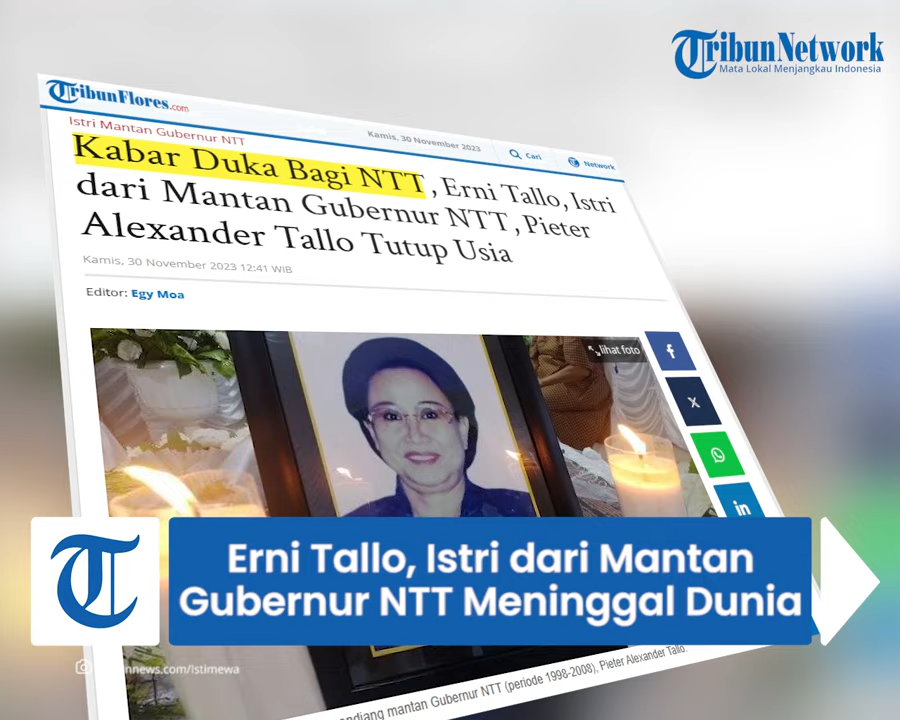 TribunNetwork
Mata Lokal Menjangkau Indonesia
TribunFlores.com
Istri Mantan Gubernur NTT
Kamis, 30 November 2023
Cari
Network
Kabar Duka Bagi NTT, Erni Tallo, Istri
dari Mantan Gubernur NTT, Pieter
Alexander Tallo Tutup Usia
Kamis, 30 November 2023 12:41 WIB
Editor: Egy Moa
lihat foto
f
X
in
T
Erni Tallo, Istri dari Mantan
Gubernur NTT Meninggal Dunia
mantan Gubernur NTT (periode 1998-2008), Pieter Alexander Tallo.